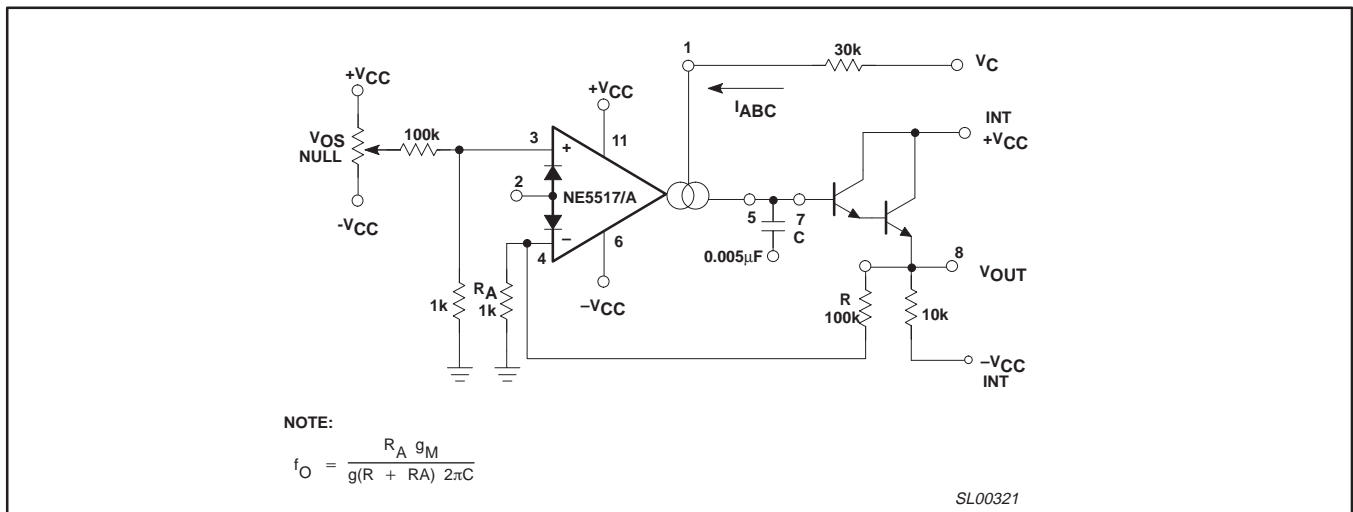 1
30k
VC
+VCC
+VCC
IABC
INT
+VCC
VOS
NULL
100k
3
+
11
2
NE5517/A
-VCC
–
4
6
5
7
C
0.005µF
8
VOUT
1k
RA
1k
–VCC
R
100k
10k
–VCC
INT
NOTE:
fO = RA gM / g(R + RA) 2πC
SL00321